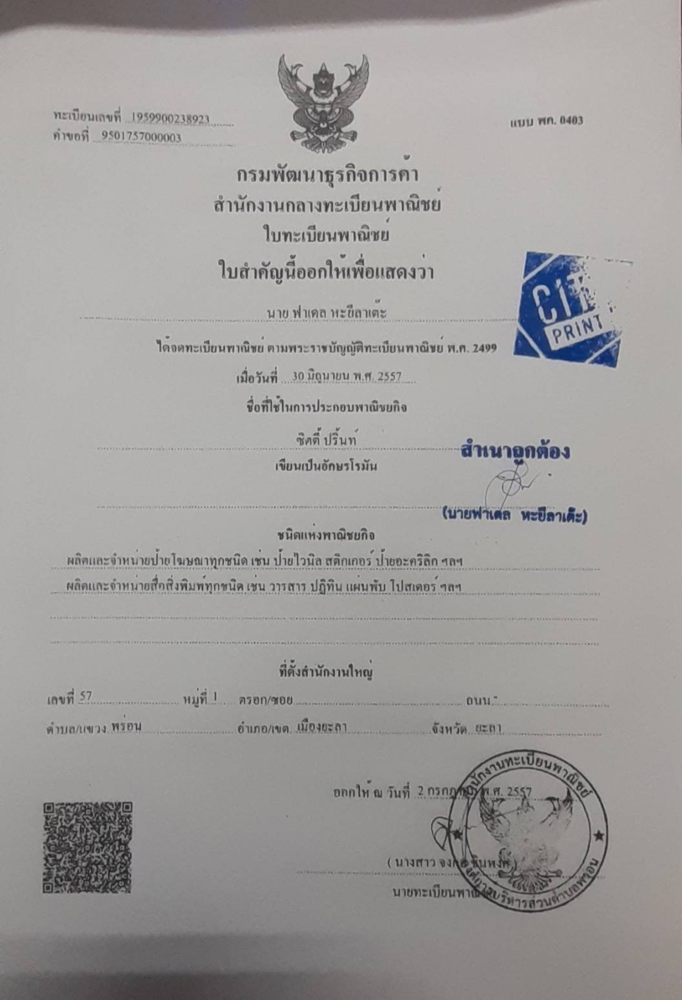 ทะเบียนเลขที่ 1959900238923
คำขอที่ 9501757000003
แบบ พค. 0403
กรมพัฒนาธุรกิจการค้า
สำนักงานกลางทะเบียนพาณิชย์
ใบทะเบียนพาณิชย์
ใบสำคัญนี้ออกให้เพื่อแสดงว่า
PRINT
นาย ฟาเดล หะยีลาเต๊ะ
ได้จดทะเบียนพาณิชย์ ตามพระราชบัญญัติทะเบียนพาณิชย์ พ.ศ. 2499
เมื่อวันที่ 30 มิถุนายน พ.ศ. 2557
ชื่อที่ใช้ในการประกอบพาณิชยกิจ
ซิตตี้ ปริ้นท์
สำเนาถูกต้อง
เขียนเป็นอักษรโรมัน
(นายฟาเดล หะยีลาเต๊ะ)
ชนิดแห่งพาณิชยกิจ
ผลิตและจำหน่ายป้ายโฆษณาทุกชนิด เช่น ป้ายไวนิล สติกเกอร์ ป้ายอะคริลิก ฯลฯ
ผลิตและจำหน่ายสื่อสิ่งพิมพ์ทุกชนิด เช่น วารสาร ปฏิทิน แผ่นพับ โปสเตอร์ ฯลฯ
ที่ตั้งสำนักงานใหญ่
เลขที่ 57 หมู่ที่ 1 ตรอก/ซอย ถนน -
ตำบล/แขวง พร่อน อำเภอ/เขต เมืองยะลา จังหวัด ยะลา
สำนักงานทะเบียนพาณิชย์
ออกให้ ณ วันที่ 2 กรกฎาคม พ.ศ. 2557
( นางสาว
นายทะเบียนพาณิชย์
องค์การบริหารส่วนตำบลพร่อน